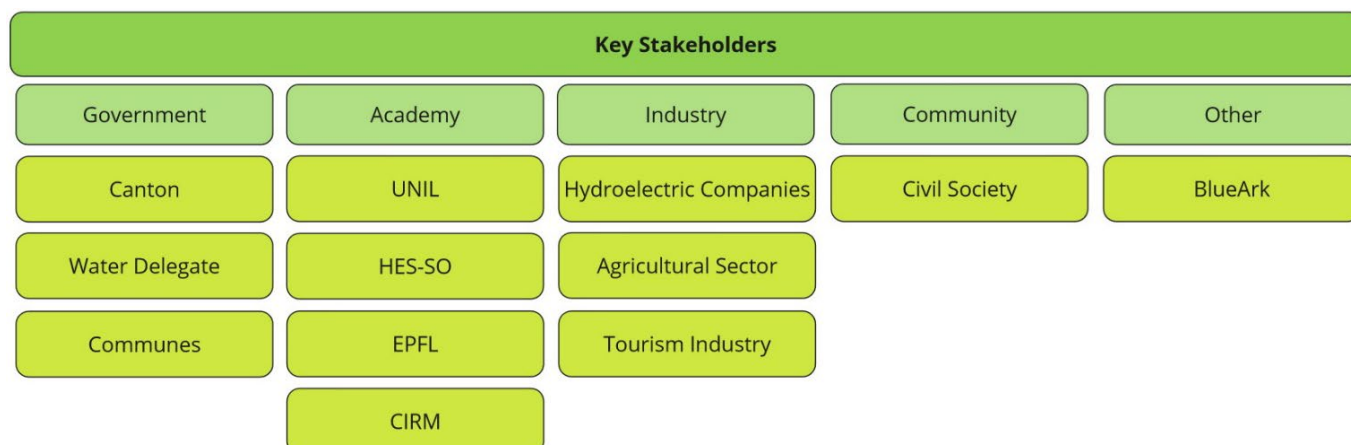 Key Stakeholders
Government
Academy
Industry
Community
Other
Canton
UNIL
Hydroelectric Companies
Civil Society
BlueArk
Water Delegate
HES-SO
Agricultural Sector
Communes
EPFL
Tourism Industry
CIRM